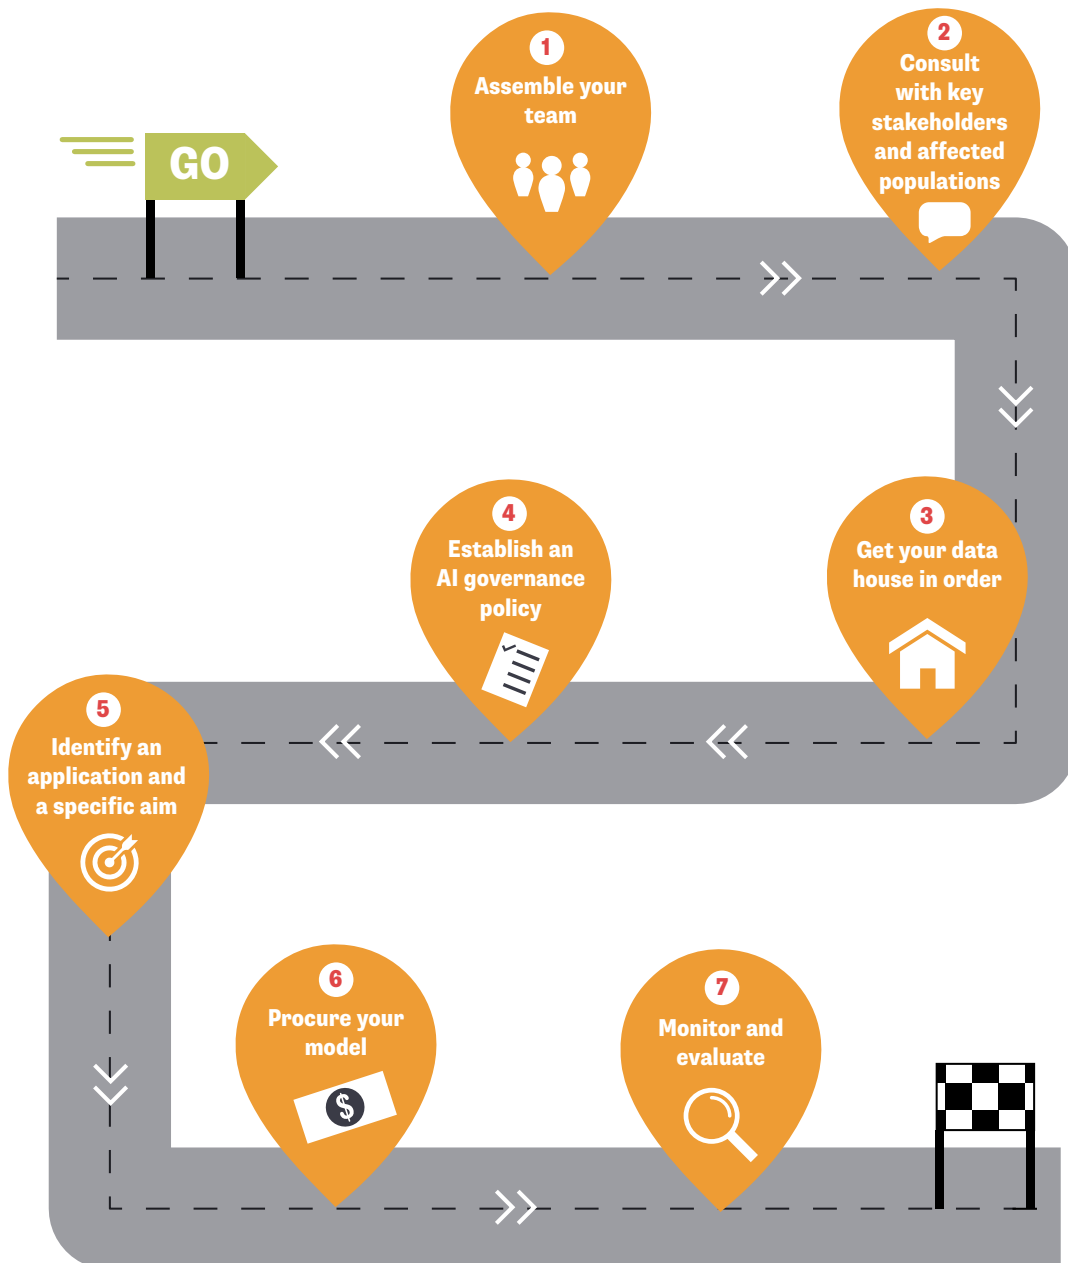 GO
1
Assemble your
team
2
Consult
with key
stakeholders
and affected
populations
3
Get your data
house in order
4
Establish an
AI governance
policy
5
Identify an
application and
a specific aim
6
Procure your
model
$
7
Monitor and
evaluate